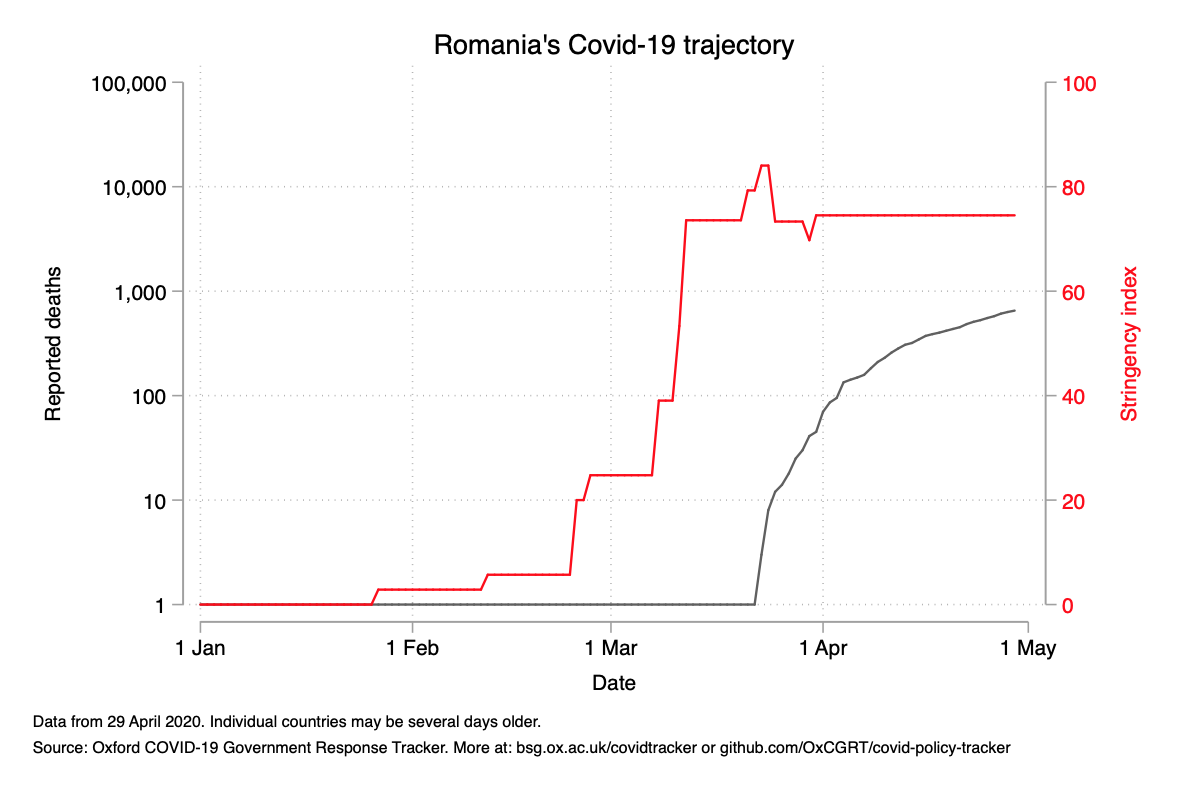 Romania's Covid-19 trajectory
100,000
10,000
1,000
100
10
1
Reported deaths
100
80
60
40
20
0
Stringency index
1 Jan
1 Feb
1 Mar
1 Apr
1 May
Date
Data from 29 April 2020. Individual countries may be several days older.
Source: Oxford COVID-19 Government Response Tracker. More at: bsg.ox.ac.uk/covidtracker or github.com/OxCGRT/covid-policy-tracker